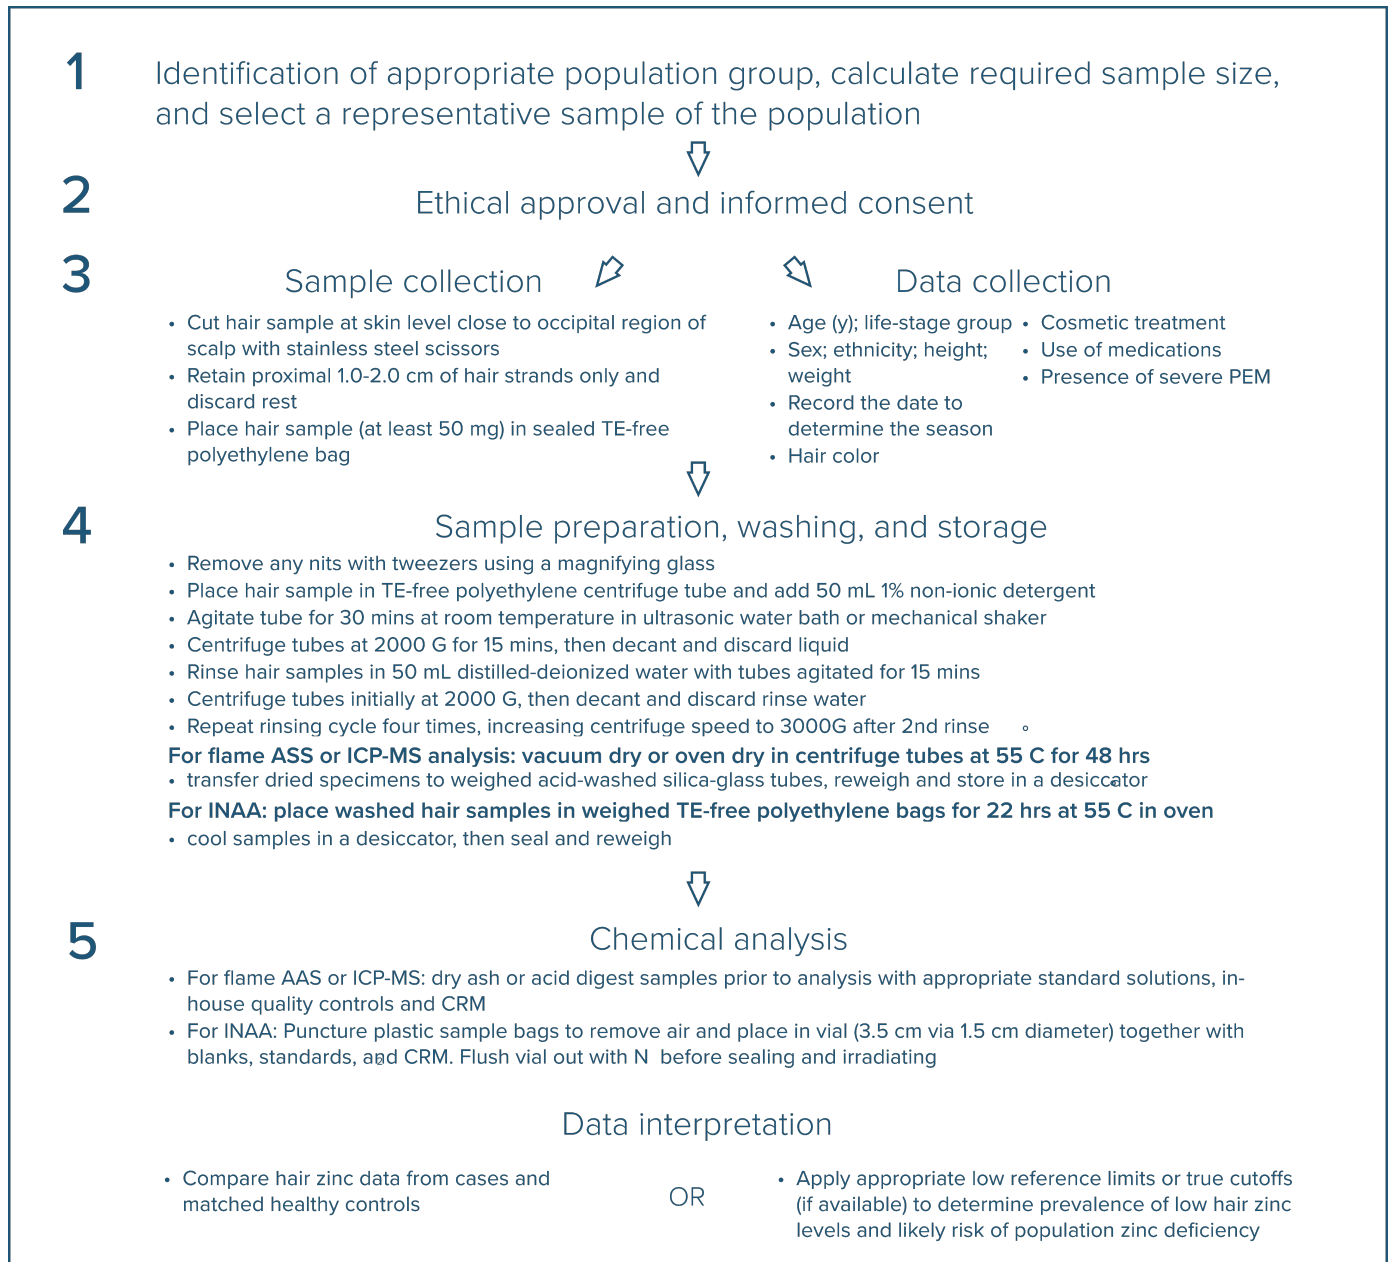 1
Identification of appropriate population group, calculate required sample size,
and select a representative sample of the population
2
Ethical approval and informed consent
3
Sample collection
• Cut hair sample at skin level close to occipital region of
scalp with stainless steel scissors
• Retain proximal 1.0-2.0 cm of hair strands only and
discard rest
• Place hair sample (at least 50 mg) in sealed TE-free
polyethylene bag
Data collection
• Age (y); life-stage group
• Sex; ethnicity; height;
weight
• Record the date to
determine the season
• Hair color
• Cosmetic treatment
• Use of medications
• Presence of severe PEM
4
Sample preparation, washing, and storage
• Remove any nits with tweezers using a magnifying glass
• Place hair sample in TE-free polyethylene centrifuge tube and add 50 mL 1% non-ionic detergent
• Agitate tube for 30 mins at room temperature in ultrasonic water bath or mechanical shaker
• Centrifuge tubes at 2000 G for 15 mins, then decant and discard liquid
• Rinse hair samples in 50 mL distilled-deionized water with tubes agitated for 15 mins
• Centrifuge tubes initially at 2000 G, then decant and discard rinse water
• Repeat rinsing cycle four times, increasing centrifuge speed to 3000G after 2nd rinse
For flame ASS or ICP-MS analysis: vacuum dry or oven dry in centrifuge tubes at 55 C for 48 hrs
• transfer dried specimens to weighed acid-washed silica-glass tubes, reweigh and store in a desiccator
For INAA: place washed hair samples in weighed TE-free polyethylene bags for 22 hrs at 55 C in oven
• cool samples in a desiccator, then seal and reweigh
5
Chemical analysis
• For flame AAS or ICP-MS: dry ash or acid digest samples prior to analysis with appropriate standard solutions, in-
house quality controls and CRM
• For INAA: Puncture plastic sample bags to remove air and place in vial (3.5 cm via 1.5 cm diameter) together with
blanks, standards, and CRM. Flush vial out with N before sealing and irradiating
Data interpretation
• Compare hair zinc data from cases and
matched healthy controls
OR
• Apply appropriate low reference limits or true cutoffs
(if available) to determine prevalence of low hair zinc
levels and likely risk of population zinc deficiency